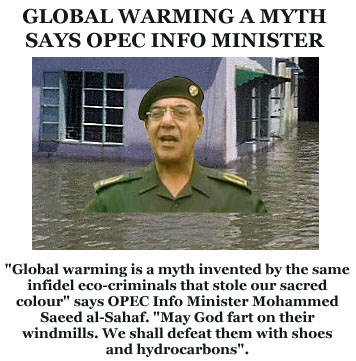 GLOBAL WARMING A MYTH
SAYS OPEC INFO MINISTER
"Global warming is a myth invented by the same
infidel eco-criminals that stole our sacred
colour" says OPEC Info Minister Mohammed
Saeed al-Sahaf. "May God fart on their
windmills. We shall defeat them with shoes
and hydrocarbons".